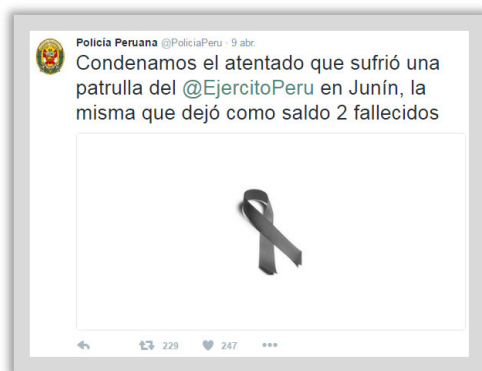 Policía Peruana @PoliciaPeru · 9 abr.
Condenamos el atentado que sufrió una
patrulla del @EjercitoPeru en Junín, la
misma que dejó como saldo 2 fallecidos
229 247